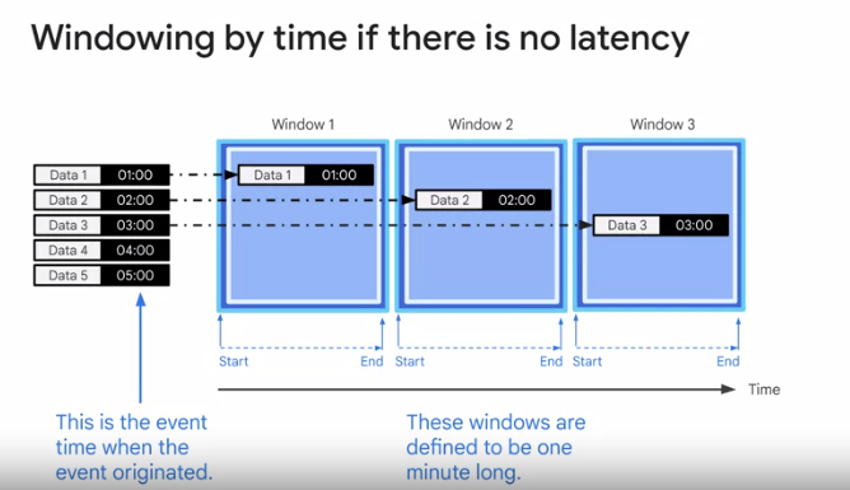 Windowing by time if there is no latency
Window 1
Window 2
Window 3
Data 1 01:00
Data 1 01:00
Data 2 02:00
Data 2 02:00
Data 3 03:00
Data 3 03:00
Data 4 04:00
Data 5 05:00
Start
End
Start
End
Start
End
Time
This is the event
time when the
event originated.
These windows are
defined to be one
minute long.